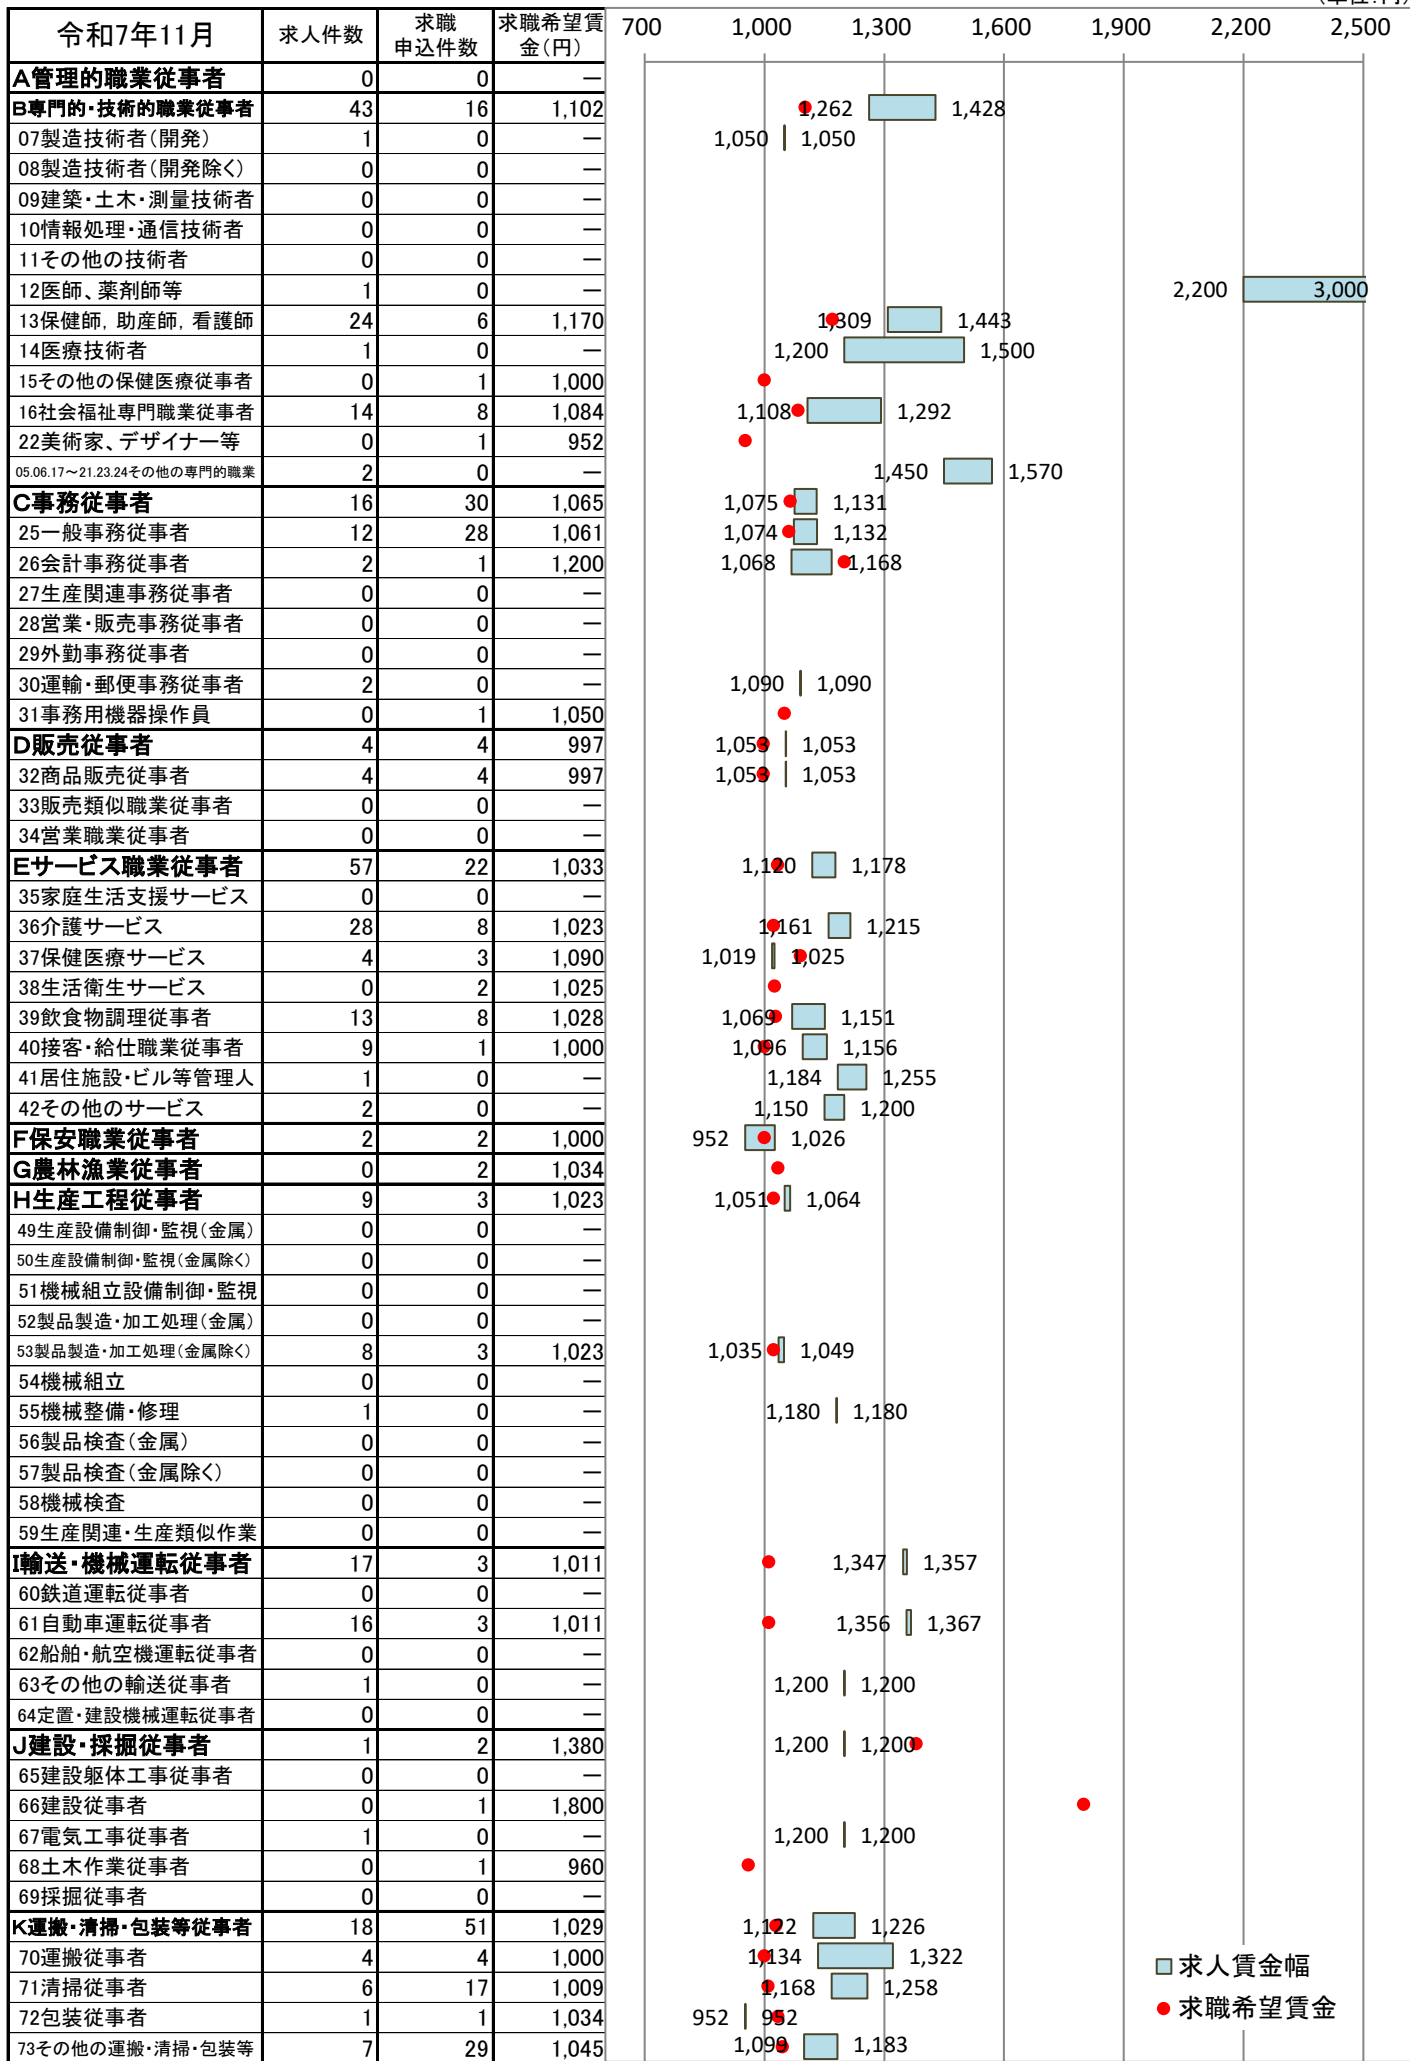 (単位:円)
令和7年11月 求人件数 求職申込件数 求職希望賃金(円) 700 1,000 1,300 1,600 1,900 2,200 2,500
A管理的職業従事者 0 0 ―
B専門的・技術的職業従事者 43 16 1,102 1,262 1,428
07製造技術者(開発) 1 0 ― 1,050 1,050
08製造技術者(開発除く) 0 0 ―
09建築・土木・測量技術者 0 0 ―
10情報処理・通信技術者 0 0 ―
11その他の技術者 0 0 ―
12医師、薬剤師等 1 0 ― 2,200 3,000
13保健師,助産師,看護師 24 6 1,170 1,309 1,443
14医療技術者 1 0 ― 1,200 1,500
15その他の保健医療従事者 0 1 1,000
16社会福祉専門職業従事者 14 8 1,084 1,108 1,292
22美術家、デザイナー等 0 1 952
05.06.17～21.23.24その他の専門的職業 2 0 ― 1,450 1,570
C事務従事者 16 30 1,065 1,075 1,131
25一般事務従事者 12 28 1,061 1,074 1,132
26会計事務従事者 2 1 1,200 1,068 1,168
27生産関連事務従事者 0 0 ―
28営業・販売事務従事者 0 0 ―
29外勤事務従事者 0 0 ―
30運輸・郵便事務従事者 2 0 ― 1,090 1,090
31事務用機器操作員 0 1 1,050
D販売従事者 4 4 997 1,053 1,053
32商品販売従事者 4 4 997 1,053 1,053
33販売類似職業従事者 0 0 ―
34営業職業従事者 0 0 ―
Eサービス職業従事者 57 22 1,033 1,120 1,178
35家庭生活支援サービス 0 0 ―
36介護サービス 28 8 1,023 1,161 1,215
37保健医療サービス 4 3 1,090 1,019 1,025
38生活衛生サービス 0 2 1,025
39飲食物調理従事者 13 8 1,028 1,069 1,151
40接客・給仕職業従事者 9 1 1,000 1,096 1,156
41居住施設・ビル等管理人 1 0 ― 1,184 1,255
42その他のサービス 2 0 ― 1,150 1,200
F保安職業従事者 2 2 1,000 952 1,026
G農林漁業従事者 0 2 1,034
H生産工程従事者 9 3 1,023 1,051 1,064
49生産設備制御・監視(金属) 0 0 ―
50生産設備制御・監視(金属除く) 0 0 ―
51機械組立設備制御・監視 0 0 ―
52製品製造・加工処理(金属) 0 0 ―
53製品製造・加工処理(金属除く) 8 3 1,023 1,035 1,049
54機械組立 0 0 ―
55機械整備・修理 1 0 ― 1,180 1,180
56製品検査(金属) 0 0 ―
57製品検査(金属除く) 0 0 ―
58機械検査 0 0 ―
59生産関連・生産類似作業 0 0 ―
I輸送・機械運転従事者 17 3 1,011 1,347 1,357
60鉄道運転従事者 0 0 ―
61自動車運転従事者 16 3 1,011 1,356 1,367
62船舶・航空機運転従事者 0 0 ―
63その他の輸送従事者 1 0 ― 1,200 1,200
64定置・建設機械運転従事者 0 0 ―
J建設・採掘従事者 1 2 1,380 1,200 1,200
65建設躯体工事従事者 0 0 ―
66建設従事者 0 1 1,800
67電気工事従事者 1 0 ― 1,200 1,200
68土木作業従事者 0 1 960
69採掘従事者 0 0 ―
K運搬・清掃・包装等従事者 18 51 1,029 1,122 1,226
70運搬従事者 4 4 1,000 1,134 1,322
71清掃従事者 6 17 1,009 1,168 1,258
72包装従事者 1 1 1,034 952 952
73その他の運搬・清掃・包装等 7 29 1,045 1,099 1,183
求人賃金幅
求職希望賃金